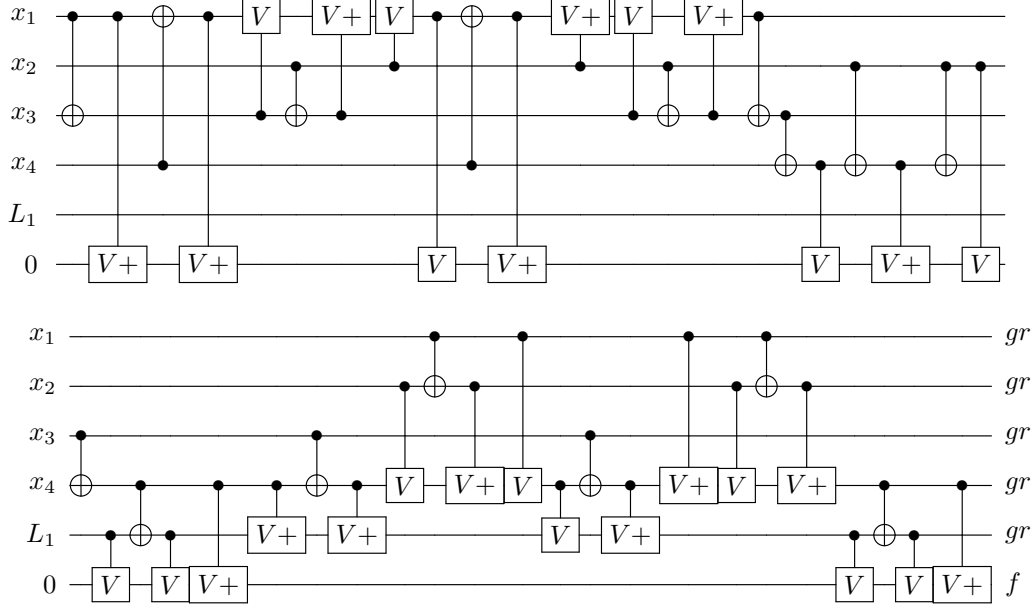 x₁ V V+ V V+ V V+
x₂
x₃
x₄
L₁
0 V+ V+ V V+ V V+ V
x₁ gr
x₂ gr
x₃ gr
x₄ V V+ V V+ V V+ gr
L₁ V+ V+ V V+ gr
0 V V V+ V V V+ f